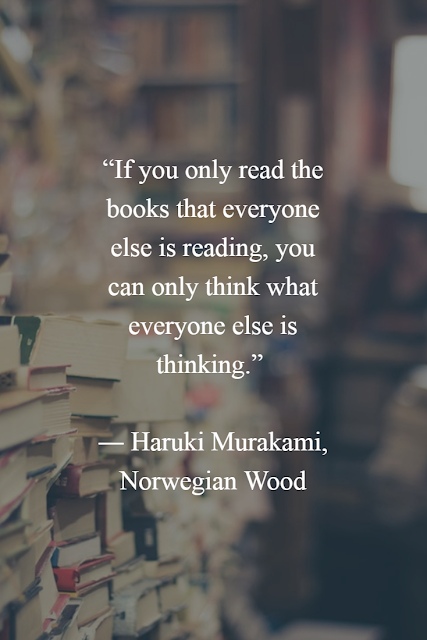 “If you only read the
books that everyone
else is reading, you
can only think what
everyone else is
thinking.”
— Haruki Murakami,
Norwegian Wood